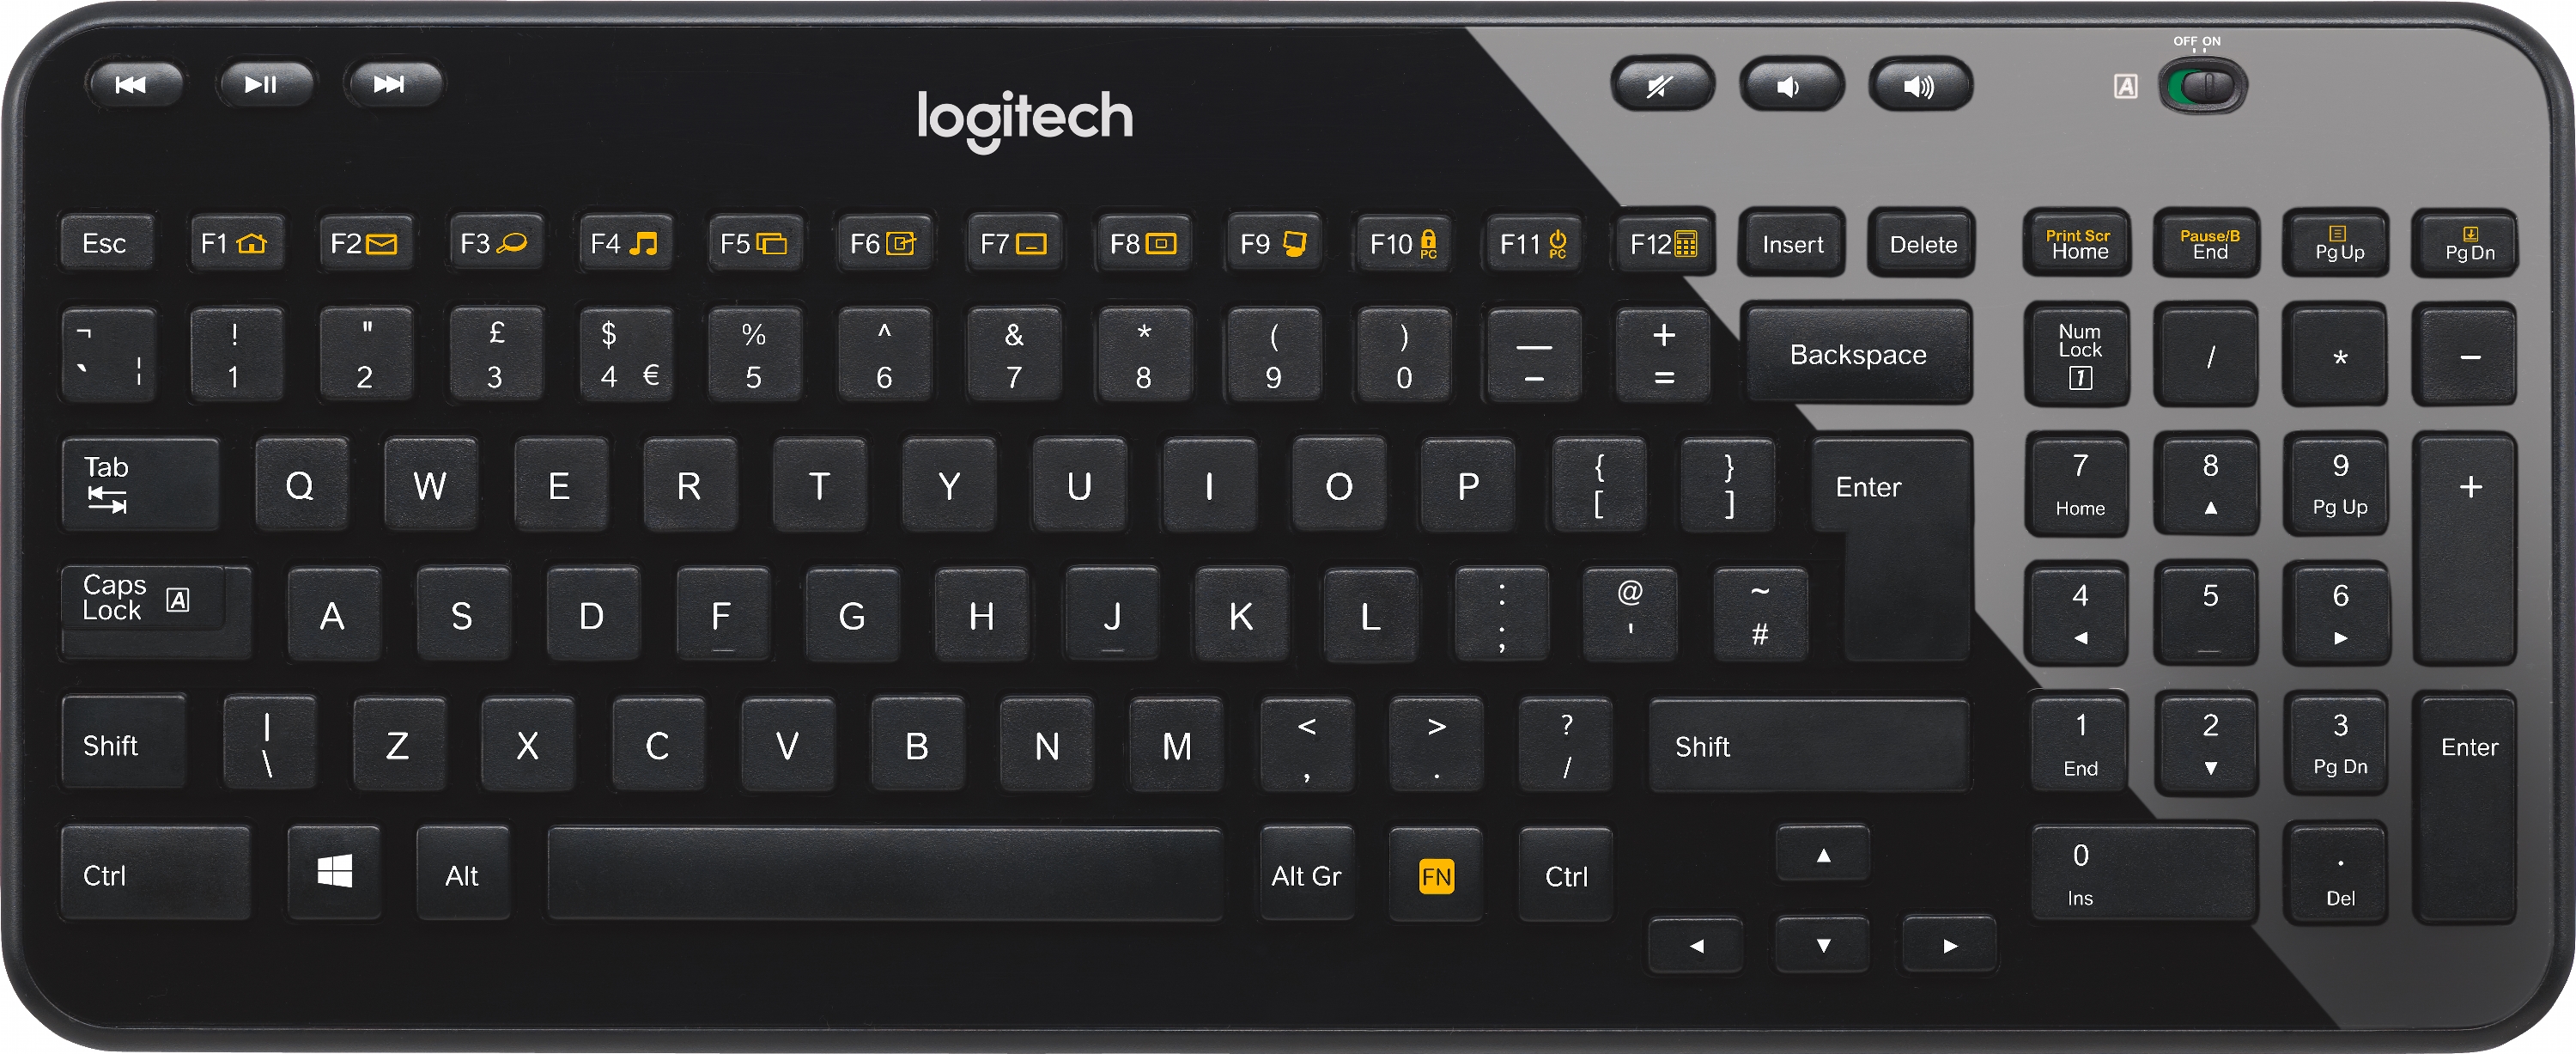 OFF ON
A
logitech
Esc F1 F2 F3 F4 F5 F6 F7 F8 F9 F10 PC F11 PC F12 Insert Delete Print Scr Home Pause/B End Pg Up Pg Dn
¬ ` ¦ ! 1 " 2 £ 3 $ 4 € % 5 ^ 6 & 7 * 8 ( 9 ) 0 _ - + = Backspace Num Lock 1 / * -
Tab Q W E R T Y U I O P { [ } ] Enter 7 Home 8 ▲ 9 Pg Up +
Caps Lock A A S D F G H J K L : ; @ ' ~ # 4 ◄ 5 6 ►
Shift | \ Z X C V B N M < , > . ? / Shift 1 End 2 ▼ 3 Pg Dn Enter
Ctrl Alt Alt Gr FN Ctrl ▲ 0 Ins . Del
◄ ▼ ►